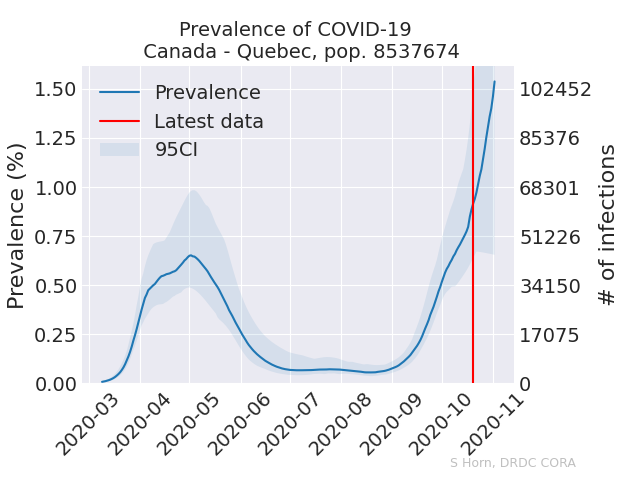 Prevalence of COVID-19
Canada - Quebec, pop. 8537674
Prevalence
Latest data
95CI
Prevalence (%)
1.50
1.25
1.00
0.75
0.50
0.25
0.00
102452
85376
68301
51226
34150
17075
0
# of infections
2020-03
2020-04
2020-05
2020-06
2020-07
2020-08
2020-09
2020-10
2020-11
S Horn, DRDC CORA